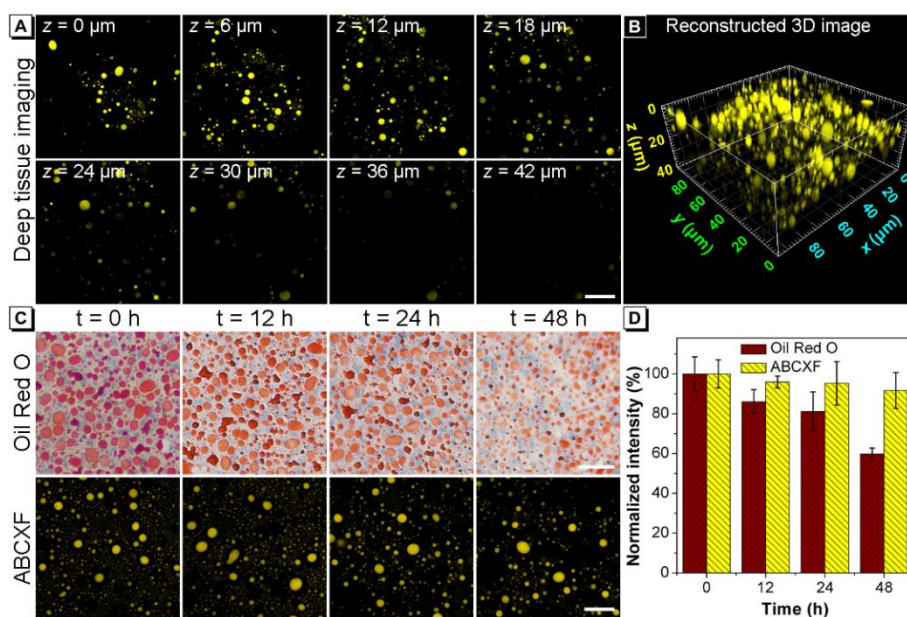 A
z = 0 μm
z = 6 μm
z = 12 μm
z = 18 μm
Deep tissue imaging
z = 24 μm
z = 30 μm
z = 36 μm
z = 42 μm
B
Reconstructed 3D image
0
20
40
z (μm)
80
60
40
20
0
y (μm)
80
60
40
20
0
x (μm)
C
t = 0 h
t = 12 h
t = 24 h
t = 48 h
Oil Red O
ABCXF
D
Oil Red O
ABCXF
Normalized intensity (%)
100
80
60
40
20
0
0
12
24
48
Time (h)